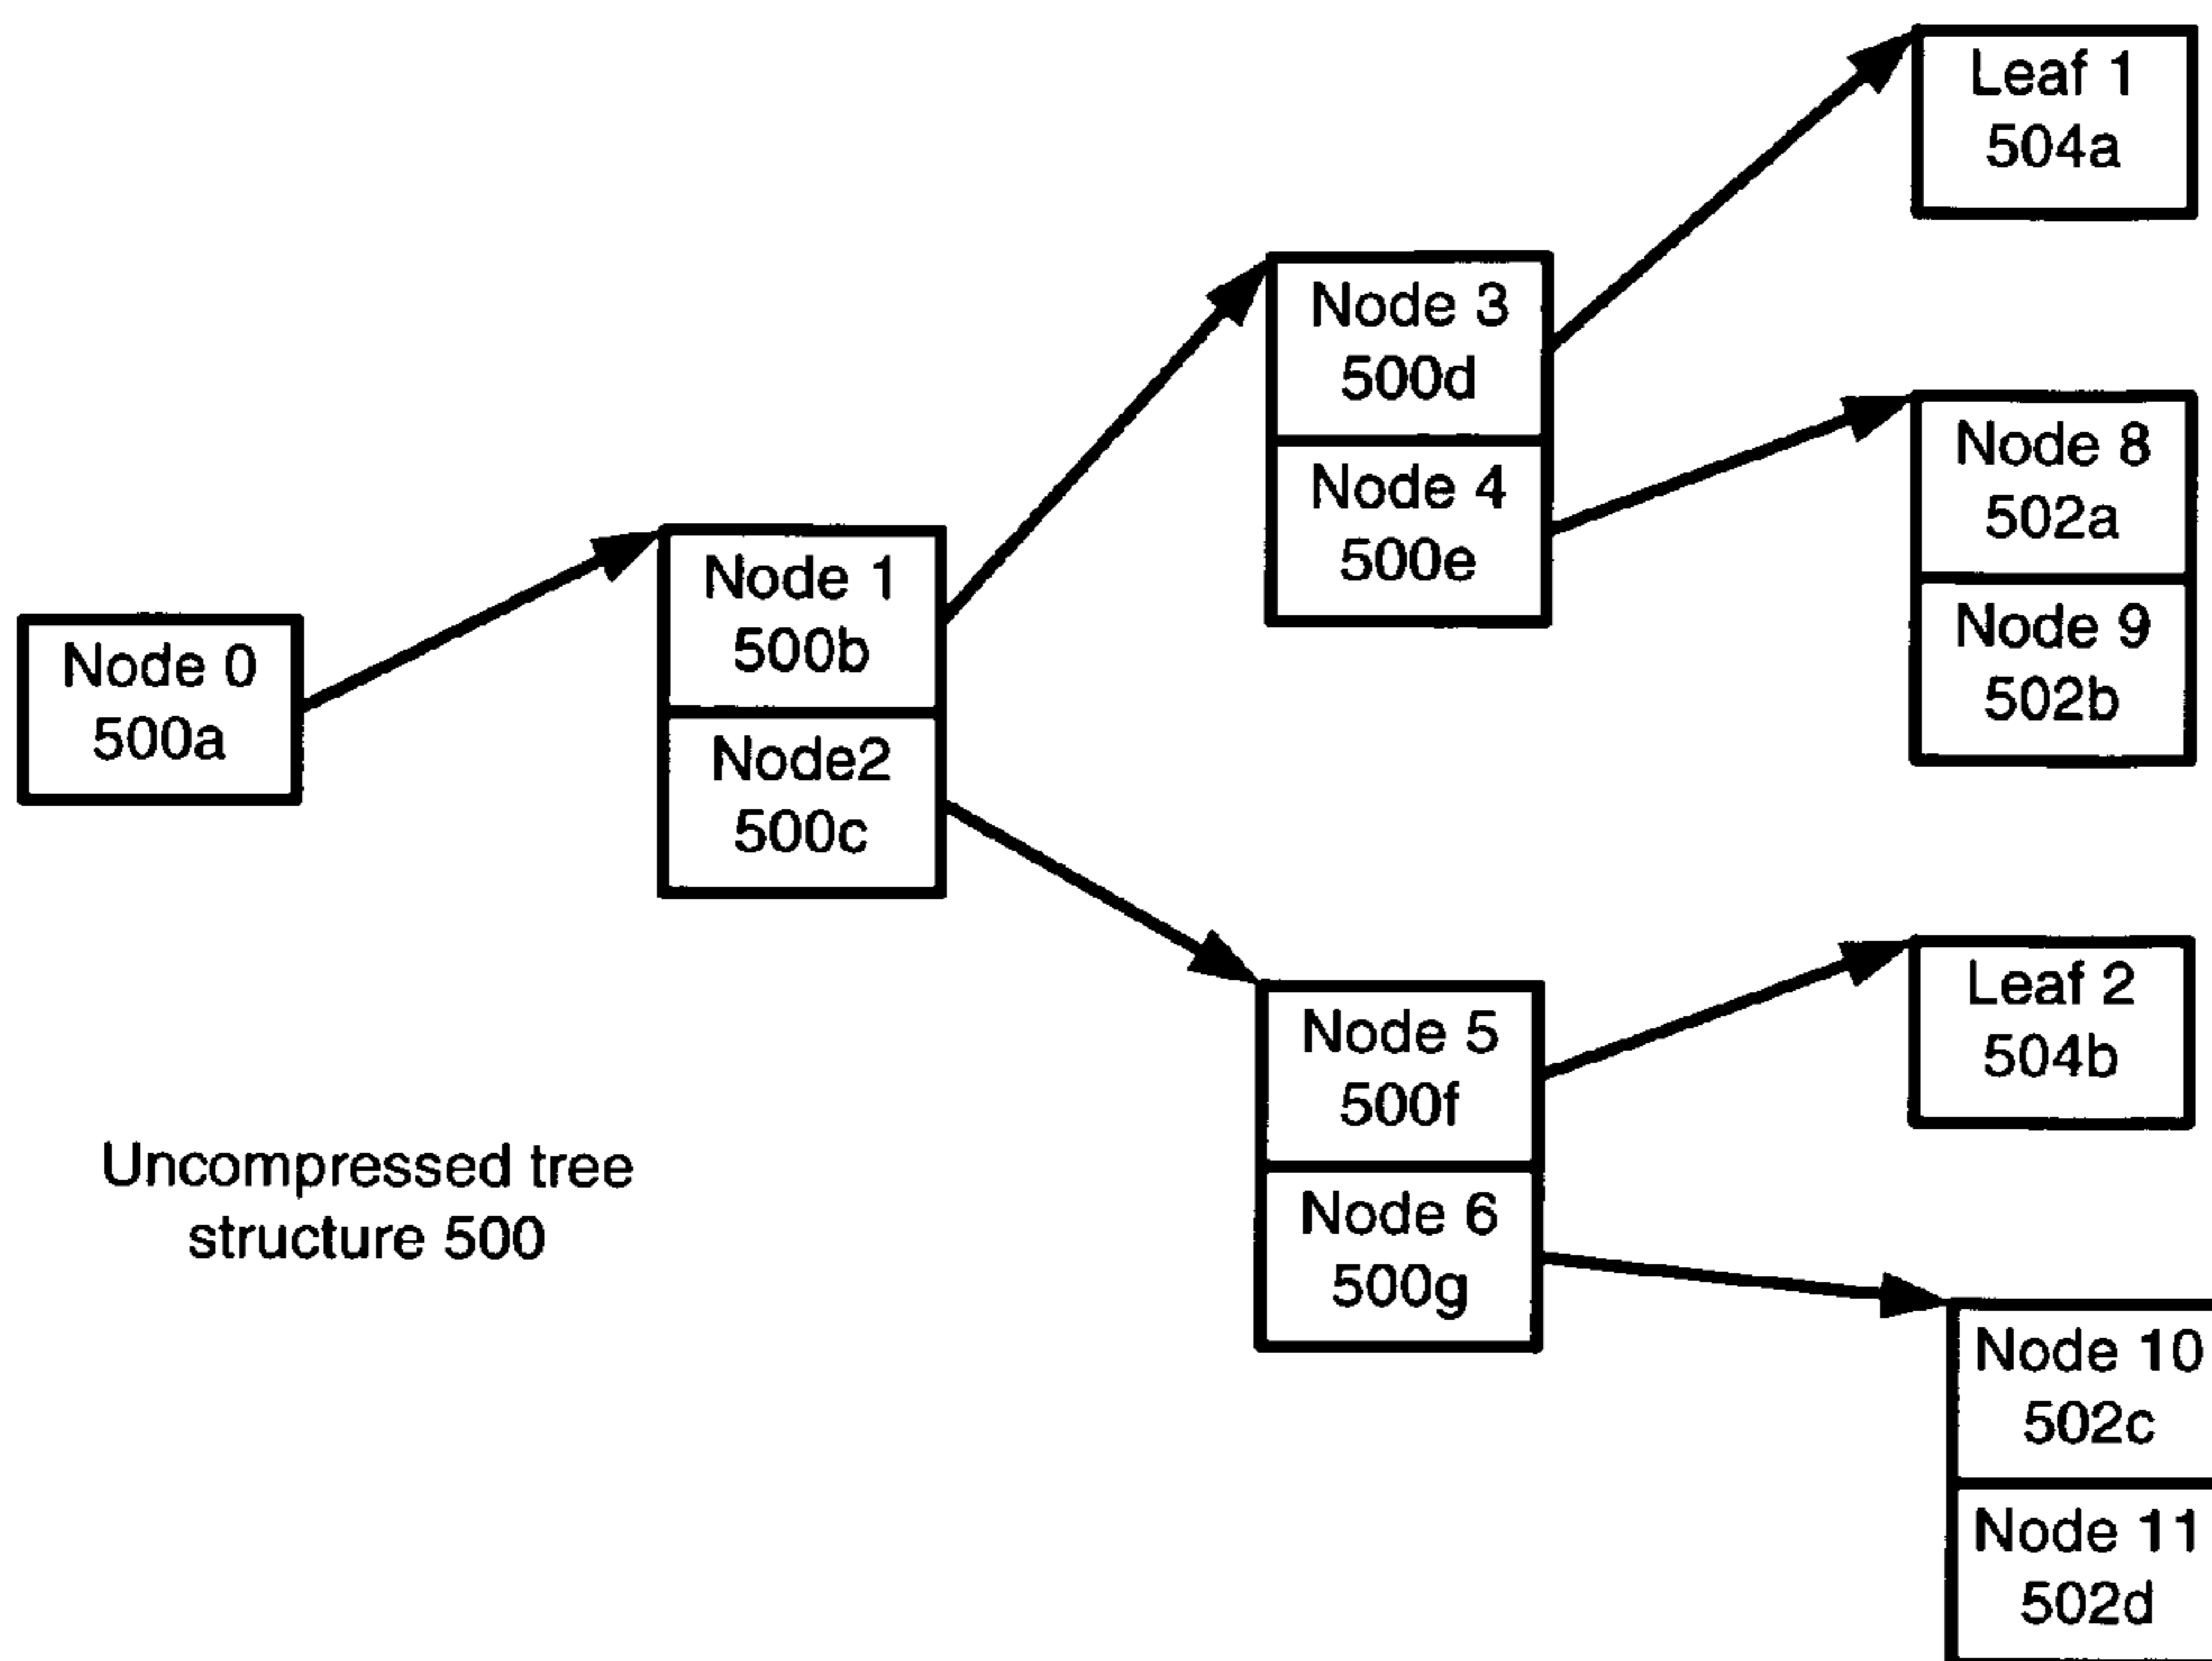 Leaf 1
504a
Node 3
500d
Node 4
500e
Node 8
502a
Node 9
502b
Node 1
500b
Node2
500c
Node 0
500a
Leaf 2
504b
Node 5
500f
Node 6
500g
Uncompressed tree
structure 500
Node 10
502c
Node 11
502d